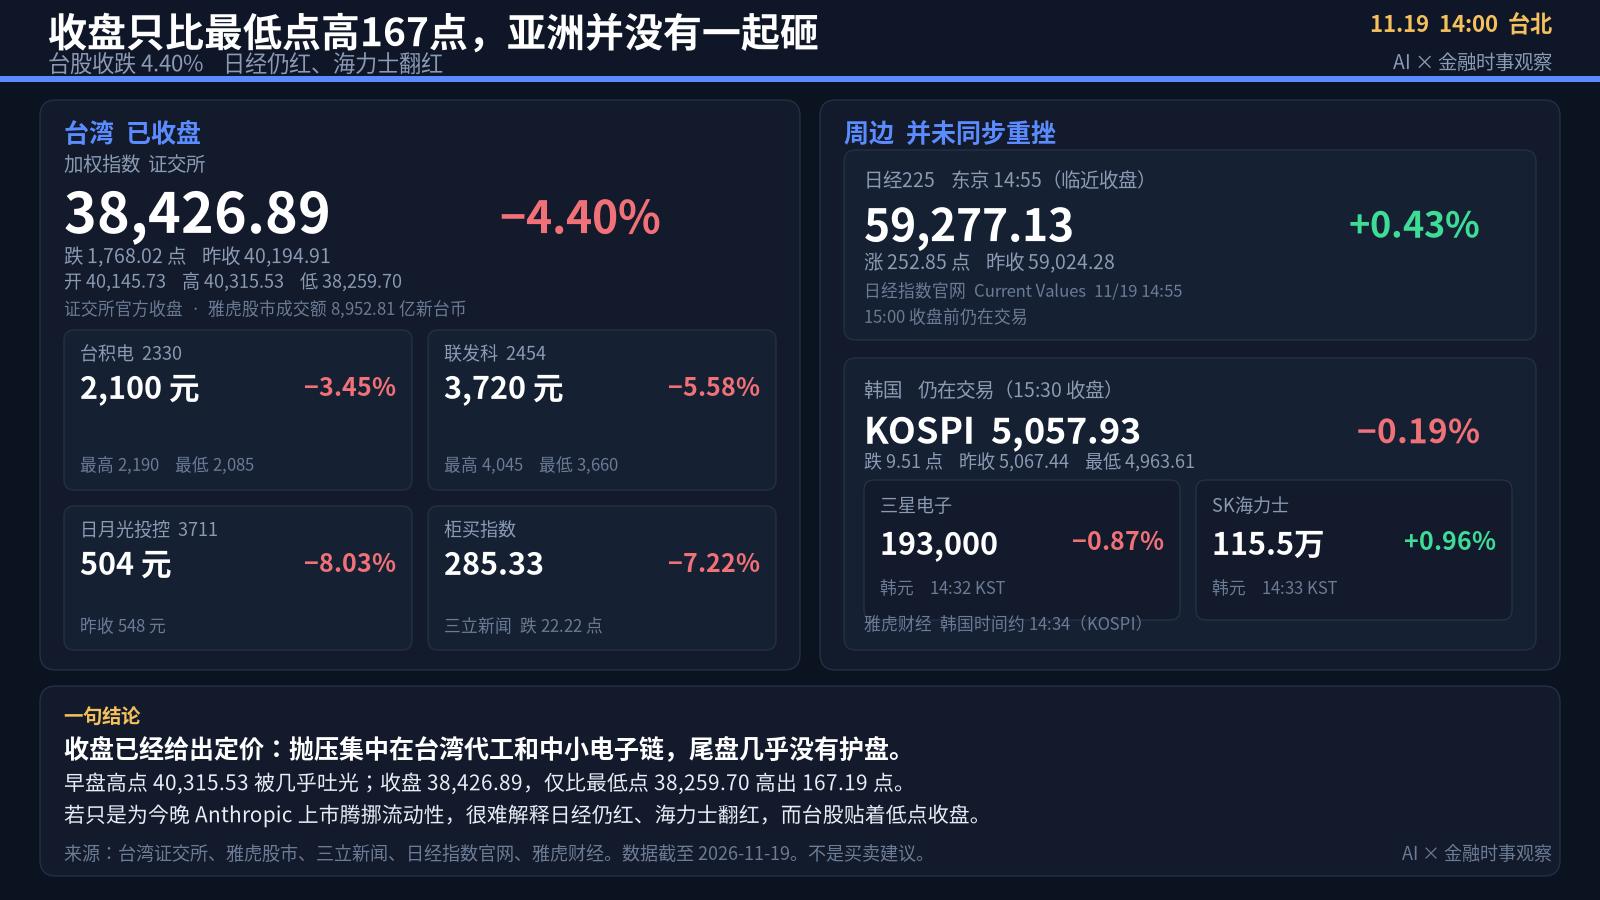 收盘只比最低点高167点，亚洲并没有一起砸
台股收跌 4.40%　日经仍红、海力士翻红
11.19 14:00 台北
AI × 金融时事观察
台湾 已收盘
加权指数 证交所
38,426.89 −4.40%
跌 1,768.02 点　昨收 40,194.91
开 40,145.73　高 40,315.53　低 38,259.70
证交所官方收盘 · 雅虎股市成交额 8,952.81 亿新台币
台积电 2330
2,100 元 −3.45%
最高 2,190　最低 2,085
联发科 2454
3,720 元 −5.58%
最高 4,045　最低 3,660
日月光投控 3711
504 元 −8.03%
昨收 548 元
柜买指数
285.33 −7.22%
三立新闻 跌 22.22 点
周边 并未同步重挫
日经225　东京 14:55（临近收盘）
59,277.13 +0.43%
涨 252.85 点　昨收 59,024.28
日经指数官网 Current Values 11/19 14:55
15:00 收盘前仍在交易
韩国　仍在交易（15:30 收盘）
KOSPI 5,057.93 −0.19%
跌 9.51 点　昨收 5,067.44　最低 4,963.61
三星电子
193,000 −0.87%
韩元　14:32 KST
SK海力士
115.5万 +0.96%
韩元　14:33 KST
雅虎财经 韩国时间约 14:34（KOSPI）
一句结论
收盘已经给出定价：抛压集中在台湾代工和中小电子链，尾盘几乎没有护盘。
早盘高点 40,315.53 被几乎吐光；收盘 38,426.89，仅比最低点 38,259.70 高出 167.19 点。
若只是为今晚 Anthropic 上市腾挪流动性，很难解释日经仍红、海力士翻红，而台股贴着低点收盘。
来源：台湾证交所、雅虎股市、三立新闻、日经指数官网、雅虎财经。数据截至 2026-11-19。不是买卖建议。
AI × 金融时事观察